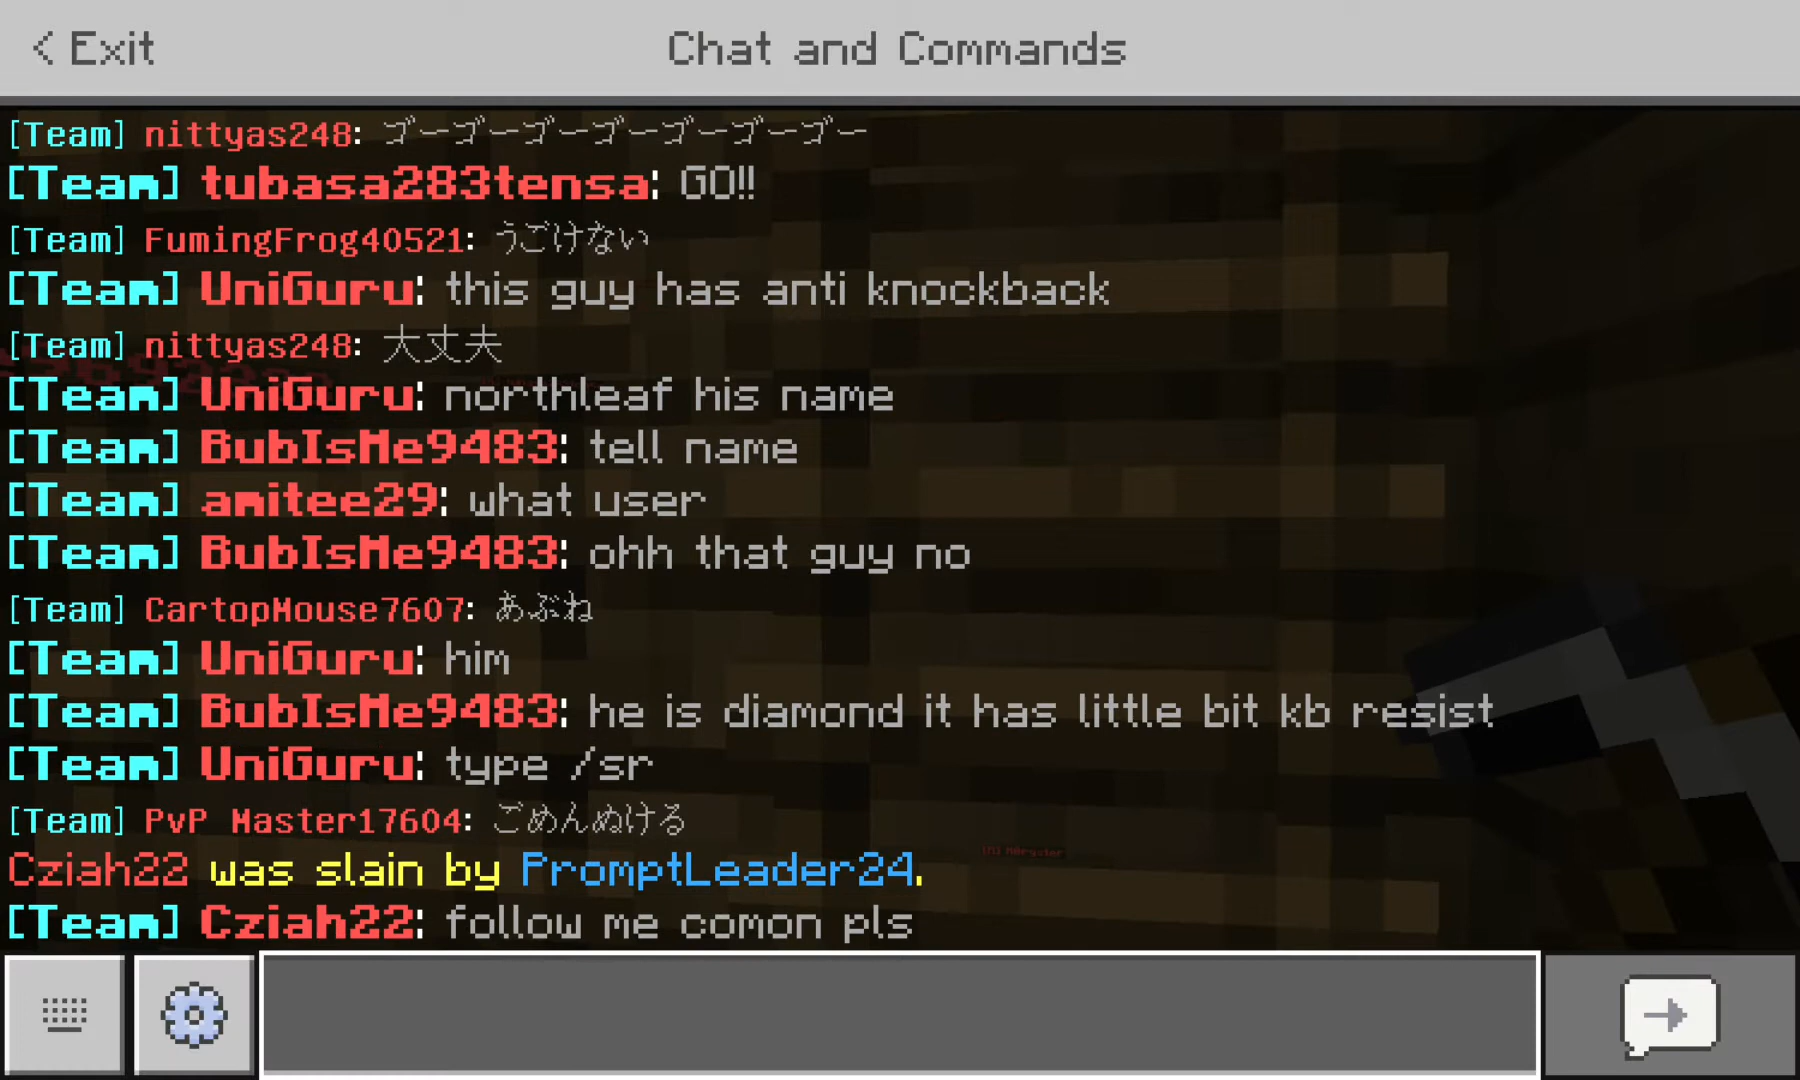 < Exit
Chat and Commands
[Team] nittyas248: ゴーゴーゴーゴーゴーゴーゴー
[Team] tubasa283tensa: GO!!
[Team] FumingFrog40521: うごけない
[Team] UniGuru: this guy has anti knockback
[Team] nittyas248: 大丈夫
[Team] UniGuru: northleaf his name
[Team] BubIsMe9483: tell name
[Team] amitee29: what user
[Team] BubIsMe9483: ohh that guy no
[Team] CartopMouse7607: あぶね
[Team] UniGuru: him
[Team] BubIsMe9483: he is diamond it has little bit kb resist
[Team] UniGuru: type /sr
[Team] PvP Master17604: ごめんぬける
Cziah22 was slain by PromptLeader24.
[Team] Cziah22: follow me comon pls